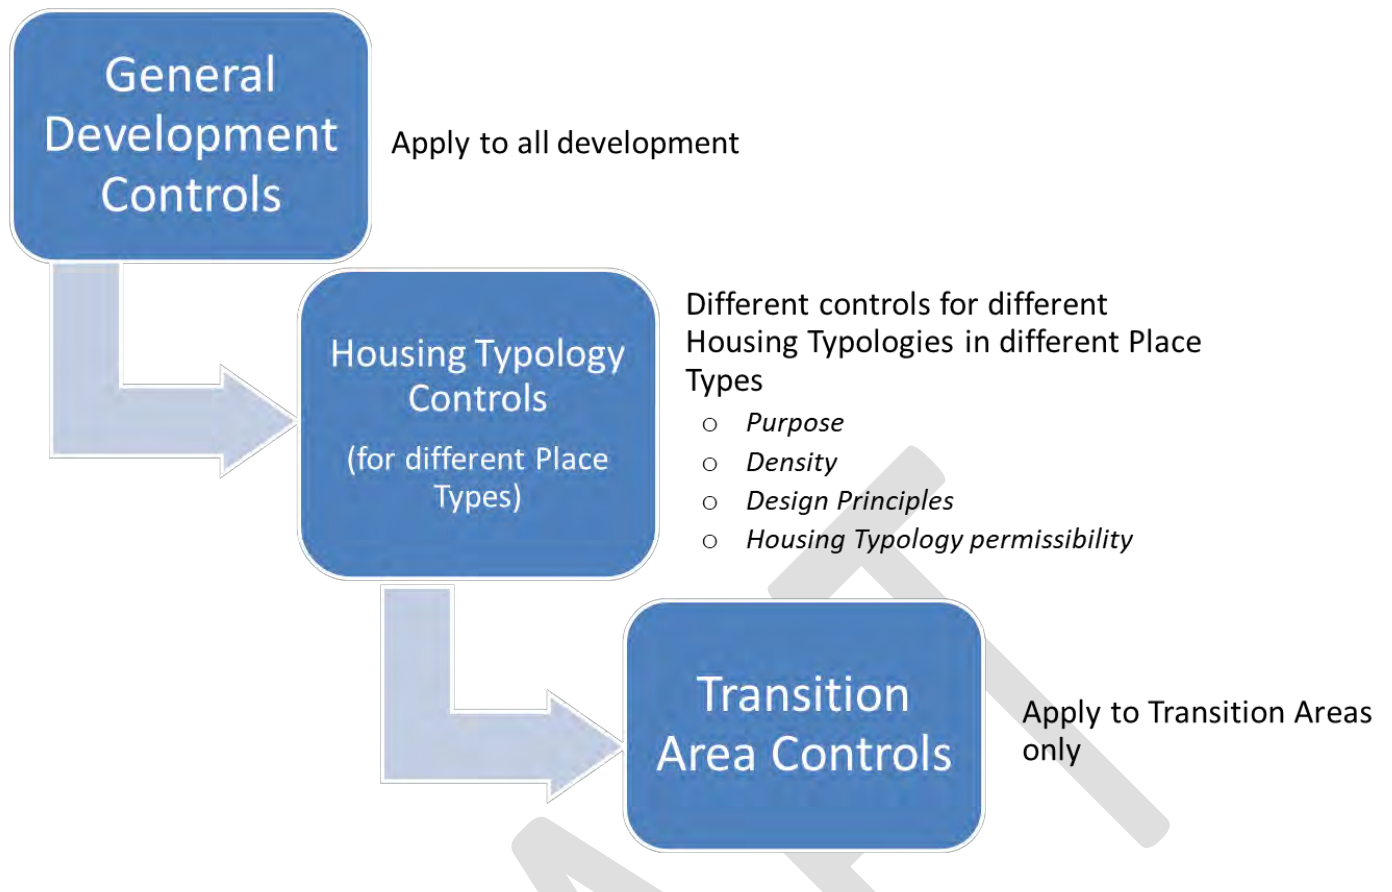 General
Development
Controls
Apply to all development
Housing Typology
Controls
(for different Place
Types)
Different controls for different
Housing Typologies in different Place
Types
o Purpose
o Density
o Design Principles
o Housing Typology permissibility
Transition
Area Controls
Apply to Transition Areas
only